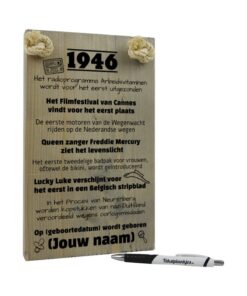 1946
Het radioprogramma Arbeidsvitaminen
wordt voor het eerst uitgezonden
Het Filmfestival van Cannes
vindt voor het eerst plaats
De eerste motoren van de Wegenwacht
rijden op de Nederlandse wegen
Queen zanger Freddie Mercury
ziet het levenslicht
Het eerste tweedelige badpak voor vrouwen,
oftewel de bikini, wordt geïntroduceerd
Lucky Luke verschijnt voor
het eerst in een Belgisch stripblad
In het Proces van Neurenberg
worden kopstukken van nazi-Duitsland
veroordeeld wegens oorlogsmisdaden
Op (geboortedatum) wordt geboren
(Jouw naam)
Tekstplankjes